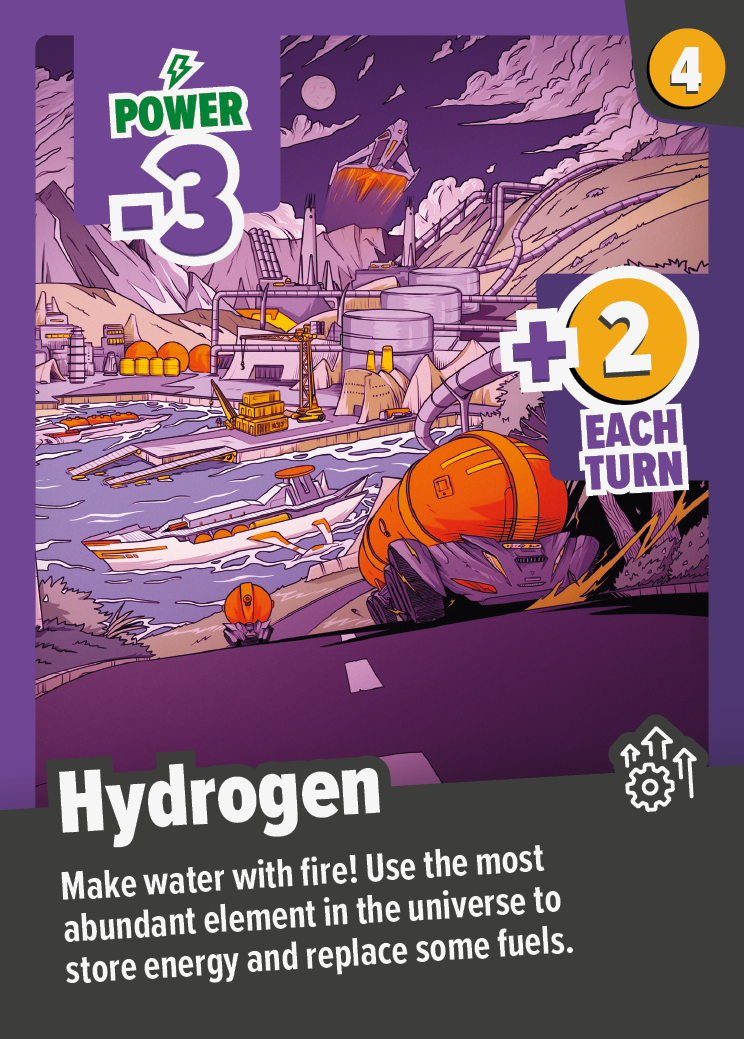 4
POWER
-3
+2
EACH
TURN
Hydrogen
Make water with fire! Use the most
abundant element in the universe to
store energy and replace some fuels.